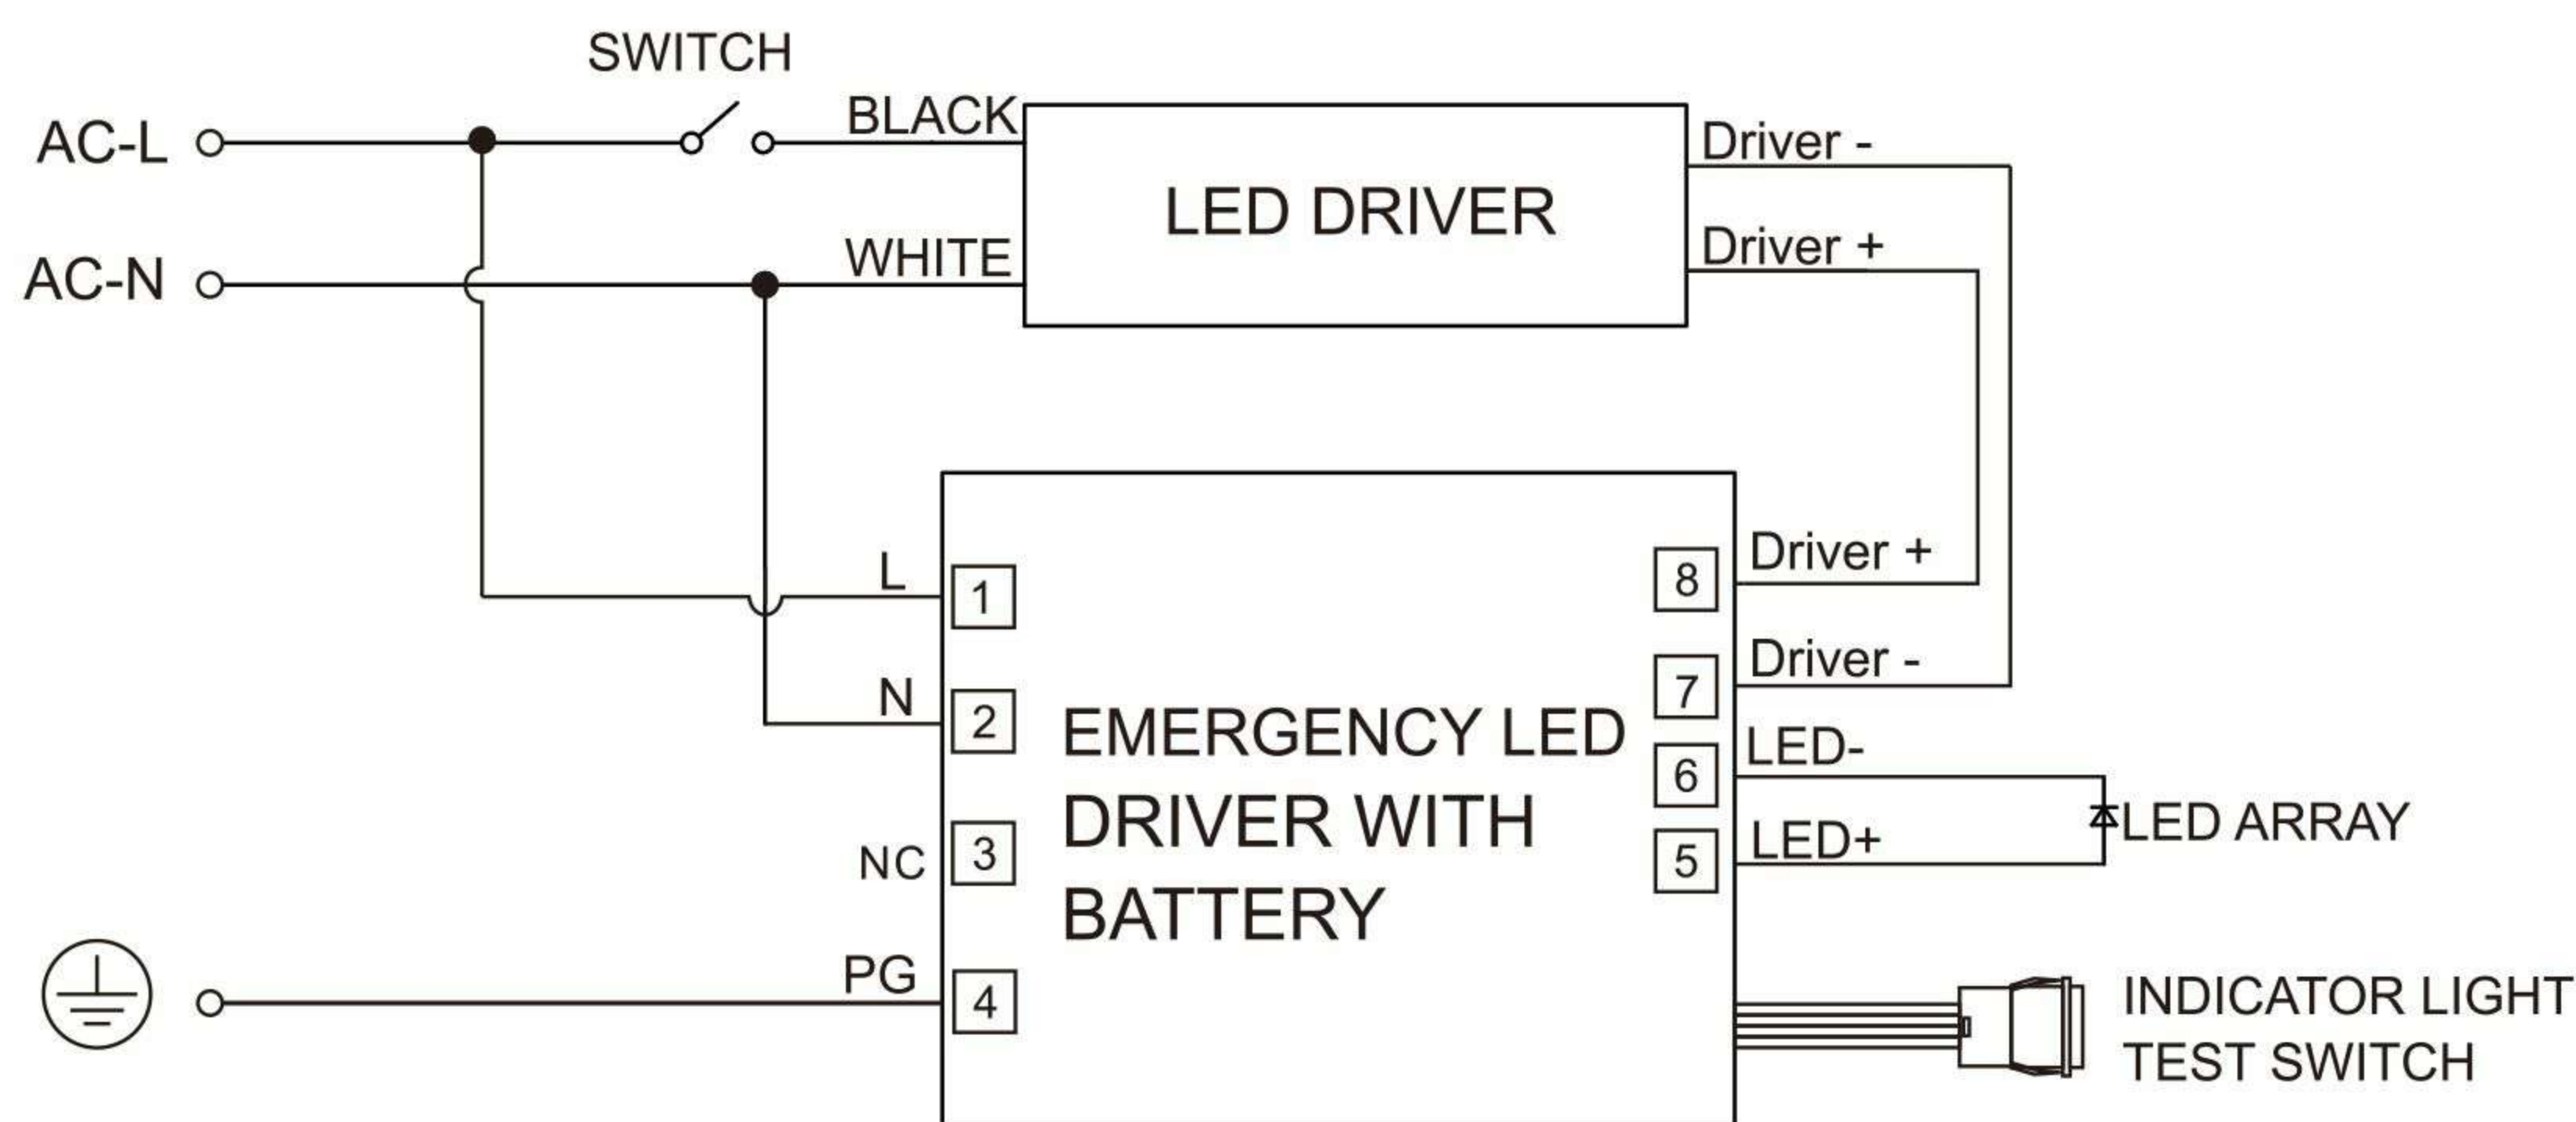 SWITCH
AC-L
BLACK
Driver -
LED DRIVER
AC-N
WHITE
Driver +
L
1
8
Driver +
N
2
7
Driver -
EMERGENCY LED
DRIVER WITH
BATTERY
6
LED-
NC
3
5
LED+
LED ARRAY
PG
4
INDICATOR LIGHT
TEST SWITCH